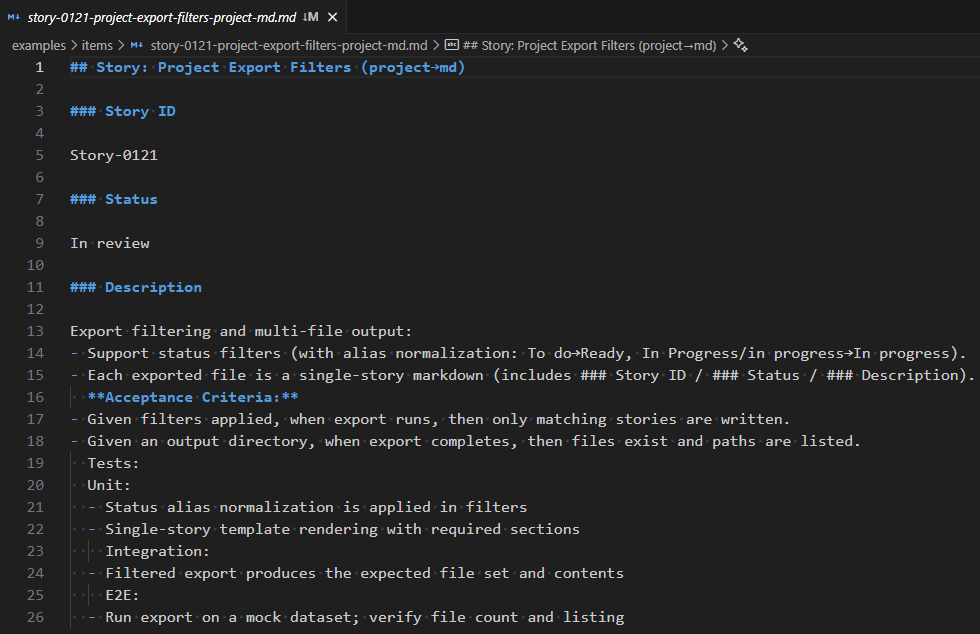 M↓ story-0121-project-export-filters-project-md.md ↓M ×
examples > items > M↓ story-0121-project-export-filters-project-md.md > abc ## Story: Project Export Filters (project→md) >
1 ## Story: Project Export Filters (project→md)
2
3 ### Story ID
4
5 Story-0121
6
7 ### Status
8
9 In review
10
11 ### Description
12
13 Export filtering and multi-file output:
14 - Support status filters (with alias normalization: To do→Ready, In Progress/in progress→In progress).
15 - Each exported file is a single-story markdown (includes ### Story ID / ### Status / ### Description).
16   **Acceptance Criteria:**
17 - Given filters applied, when export runs, then only matching stories are written.
18 - Given an output directory, when export completes, then files exist and paths are listed.
19   Tests:
20   Unit:
21   - Status alias normalization is applied in filters
22   - Single-story template rendering with required sections
23     Integration:
24   - Filtered export produces the expected file set and contents
25     E2E:
26   - Run export on a mock dataset; verify file count and listing